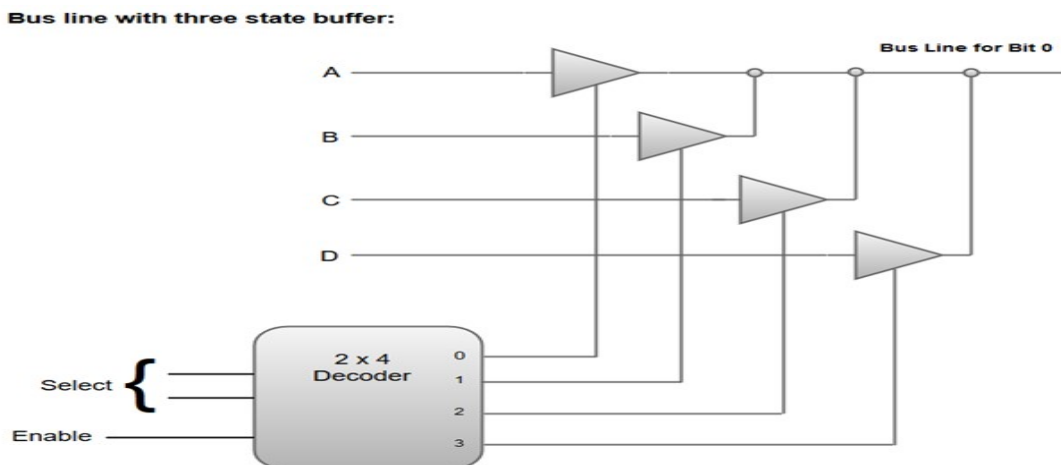 Bus line with three state buffer:
Bus Line for Bit 0
A
B
C
D
2 x 4
Decoder
0
1
2
3
Select {
Enable